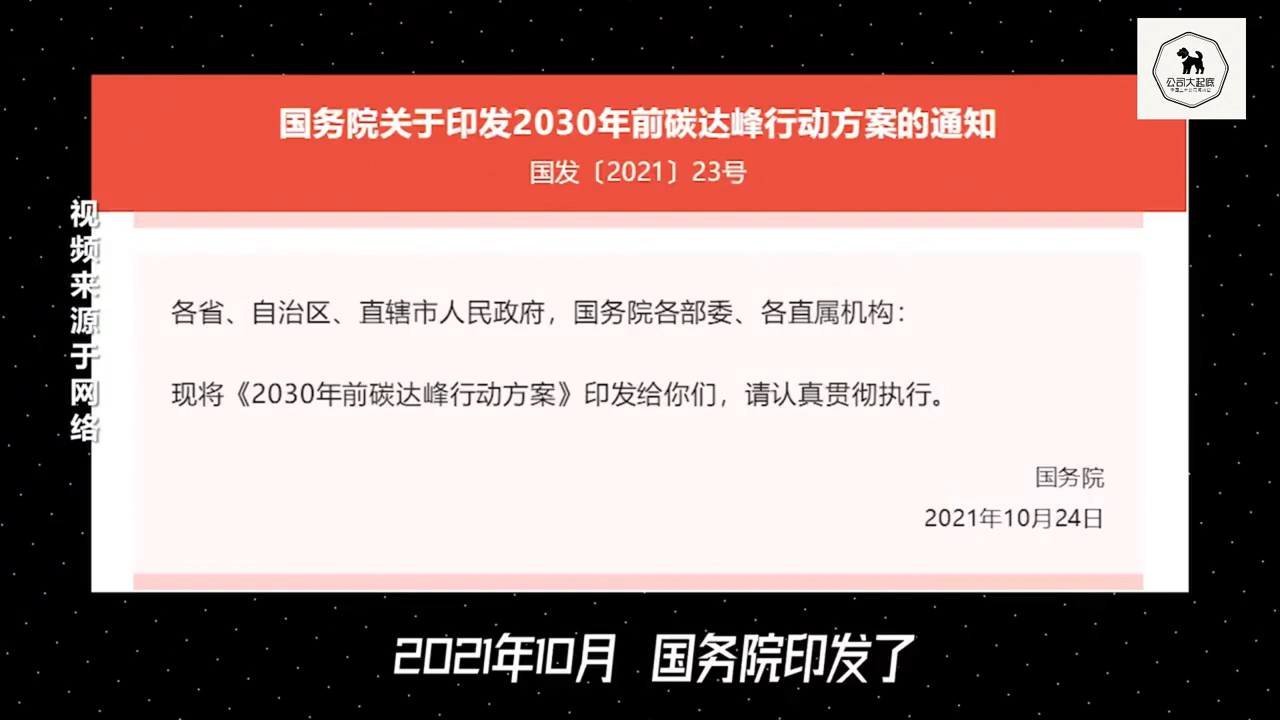 公司大起底
国务院关于印发2030年前碳达峰行动方案的通知
国发〔2021〕23号
视频来源于网络
各省、自治区、直辖市人民政府，国务院各部委、各直属机构：
现将《2030年前碳达峰行动方案》印发给你们，请认真贯彻执行。
国务院
2021年10月24日
2021年10月 国务院印发了